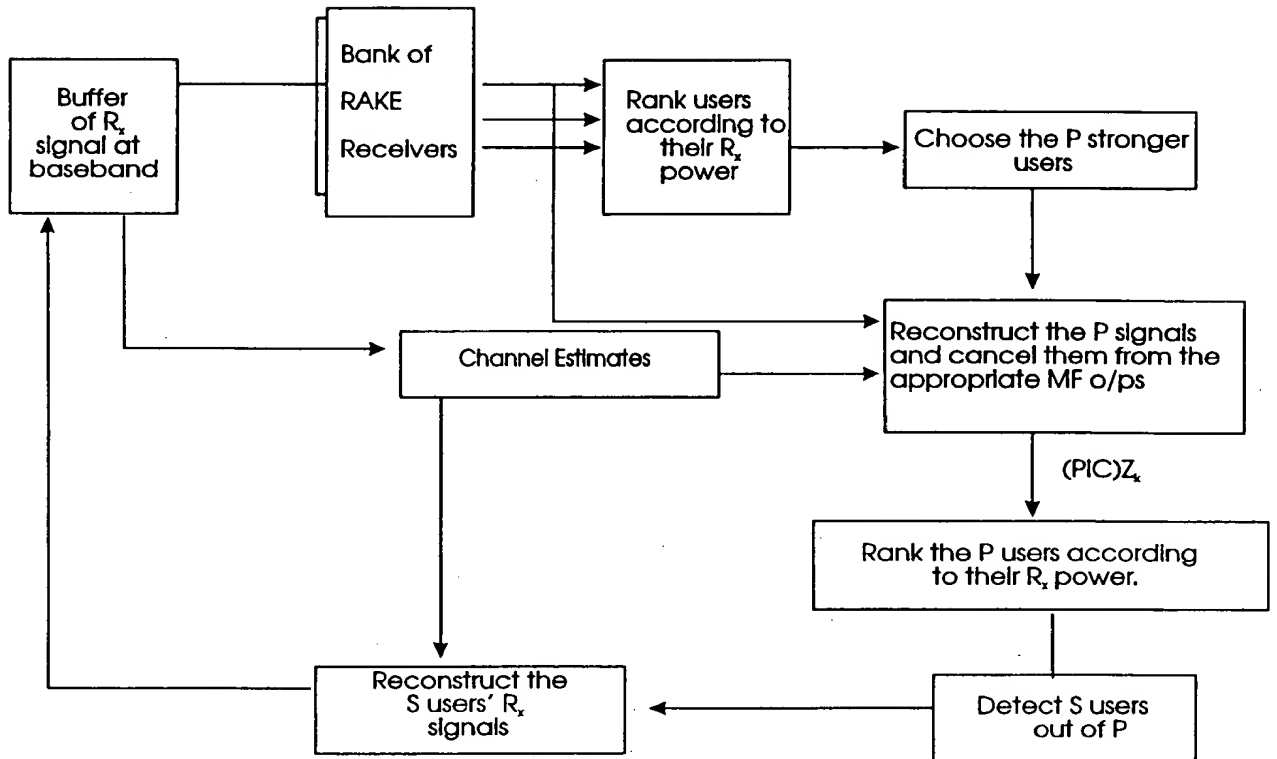 Buffer
of Rx
signal at
baseband
Bank of
RAKE
Receivers
Rank users
according to
their Rx
power
Choose the P stronger
users
Reconstruct the P signals
and cancel them from the
appropriate MF o/ps
Channel Estimates
(PIC)Zk
Rank the P users according
to their Rx power.
Reconstruct the
S users' Rx
signals
Detect S users
out of P